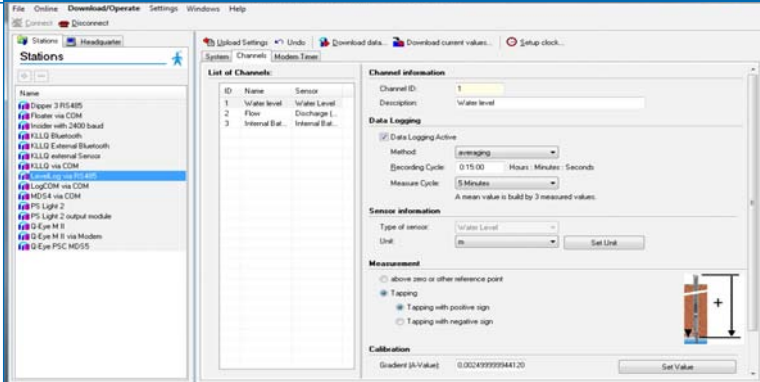 File Online Download/Operate Settings Windows Help
Connect Disconnect
Stations Headquater
Stations
Name
Dipper 3 RS485
Floater via COM
Insider with 2400 baud
KLLQ Bluetooth
KLLQ External Bluetooth
KLLQ external Sensor
KLLQ via COM
LevelLog via RS485
LogCOM via COM
MDS4 via COM
PS Light 2
PS Light 2 output module
Q-Eye M II
Q-Eye M II via Modem
Q-Eye PSC MDS5
Upload Settings Undo Download data... Download current values... Setup clock...
System Channels Modem Timer
List of Channels:
ID Name Sensor
1 Water level Water Level
2 Flow Discharge (...
3 Internal Bat... Internal Bat...
Channel information
Channel ID: 1
Description: Water level
Data Logging
Data Logging Active
Method: averaging
Recording Cycle: 0:15:00 Hours : Minutes : Seconds
Measure Cycle: 5 Minutes
A mean value is build by 3 measured values.
Sensor information
Type of sensor: Water Level
Unit: m Set Unit
Measurement
above zero or other reference point
Tapping
Tapping with positive sign
Tapping with negative sign
+
Calibration
Gradient (A-Value): 0.002499999944120 Set Value